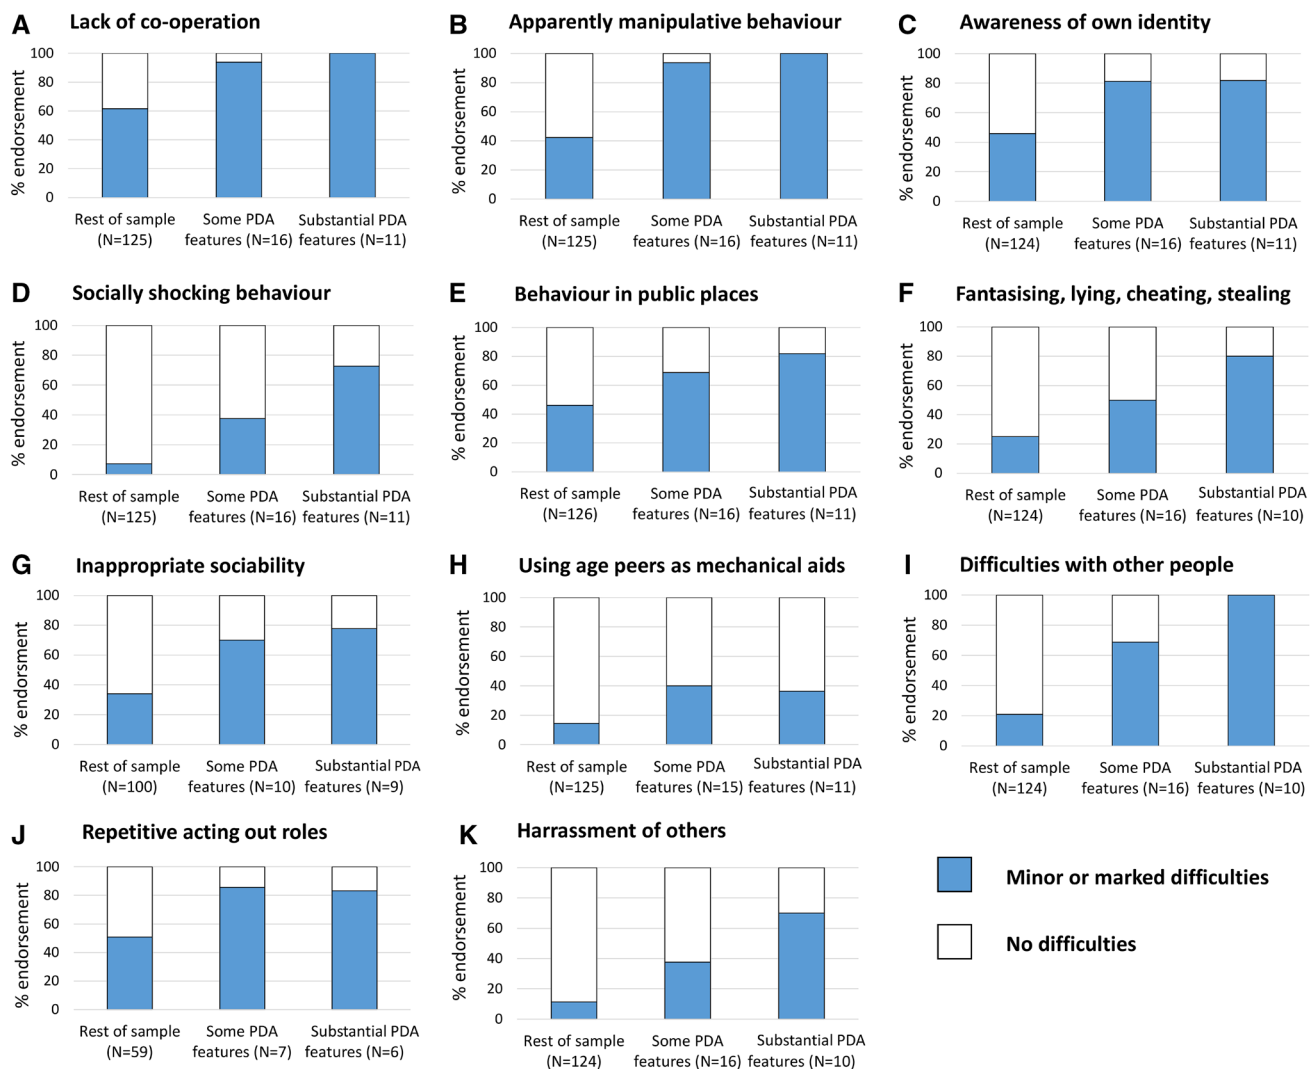 A Lack of co-operation
% endorsement
100
80
60
40
20
0
Rest of sample (N=125)
Some PDA features (N=16)
Substantial PDA features (N=11)
B Apparently manipulative behaviour
% endorsement
100
80
60
40
20
0
Rest of sample (N=125)
Some PDA features (N=16)
Substantial PDA features (N=11)
C Awareness of own identity
% endorsement
100
80
60
40
20
0
Rest of sample (N=124)
Some PDA features (N=16)
Substantial PDA features (N=11)
D Socially shocking behaviour
% endorsement
100
80
60
40
20
0
Rest of sample (N=125)
Some PDA features (N=16)
Substantial PDA features (N=11)
E Behaviour in public places
% endorsement
100
80
60
40
20
0
Rest of sample (N=126)
Some PDA features (N=16)
Substantial PDA features (N=11)
F Fantasising, lying, cheating, stealing
% endorsement
100
80
60
40
20
0
Rest of sample (N=124)
Some PDA features (N=16)
Substantial PDA features (N=10)
G Inappropriate sociability
% endorsment
100
80
60
40
20
0
Rest of sample (N=100)
Some PDA features (N=10)
Substantial PDA features (N=9)
H Using age peers as mechanical aids
% endorsement
100
80
60
40
20
0
Rest of sample (N=125)
Some PDA features (N=15)
Substantial PDA features (N=11)
I Difficulties with other people
% endorsement
100
80
60
40
20
0
Rest of sample (N=124)
Some PDA features (N=16)
Substantial PDA features (N=10)
J Repetitive acting out roles
% endorsement
100
80
60
40
20
0
Rest of sample (N=59)
Some PDA features (N=7)
Substantial PDA features (N=6)
K Harrassment of others
% endorsement
100
80
60
40
20
0
Rest of sample (N=124)
Some PDA features (N=16)
Substantial PDA features (N=10)
Minor or marked difficulties
No difficulties